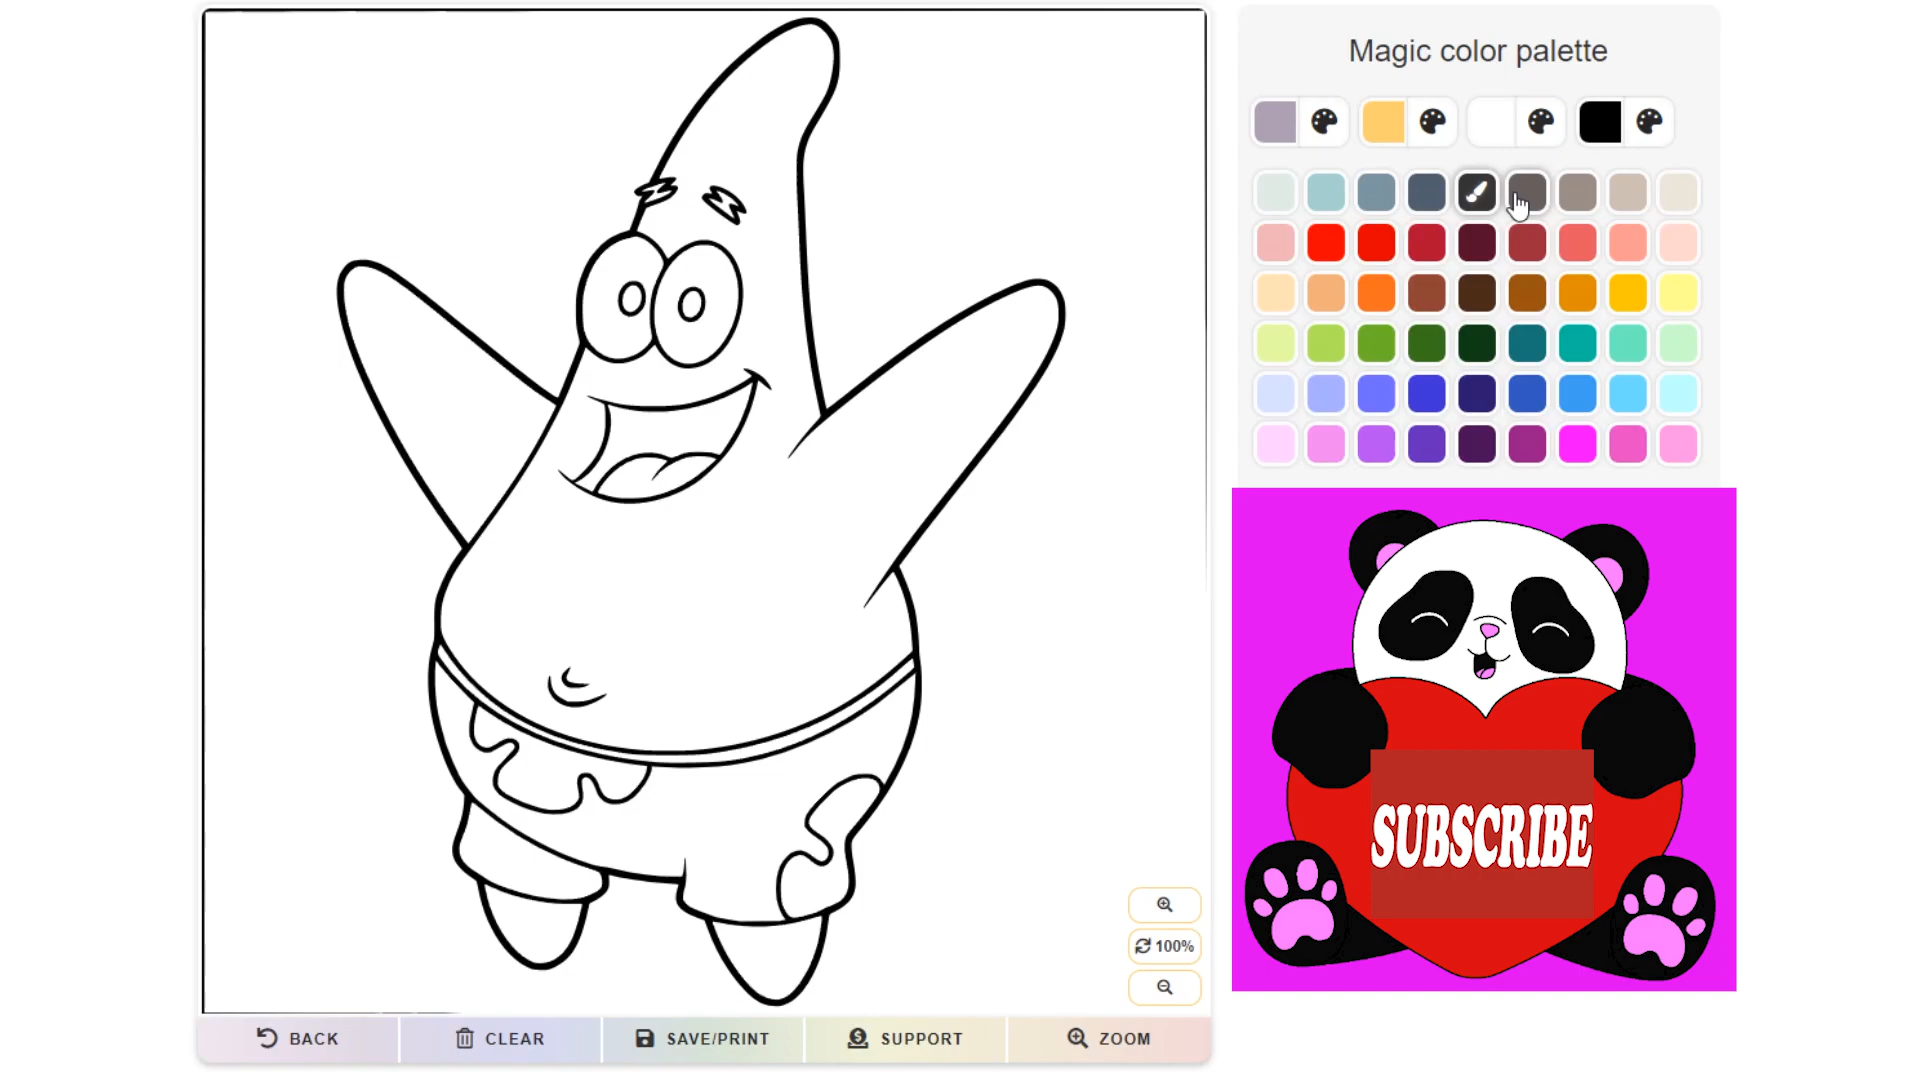 Magic color palette
SUBSCRIBE
100%
BACK
CLEAR
SAVE/PRINT
SUPPORT
ZOOM